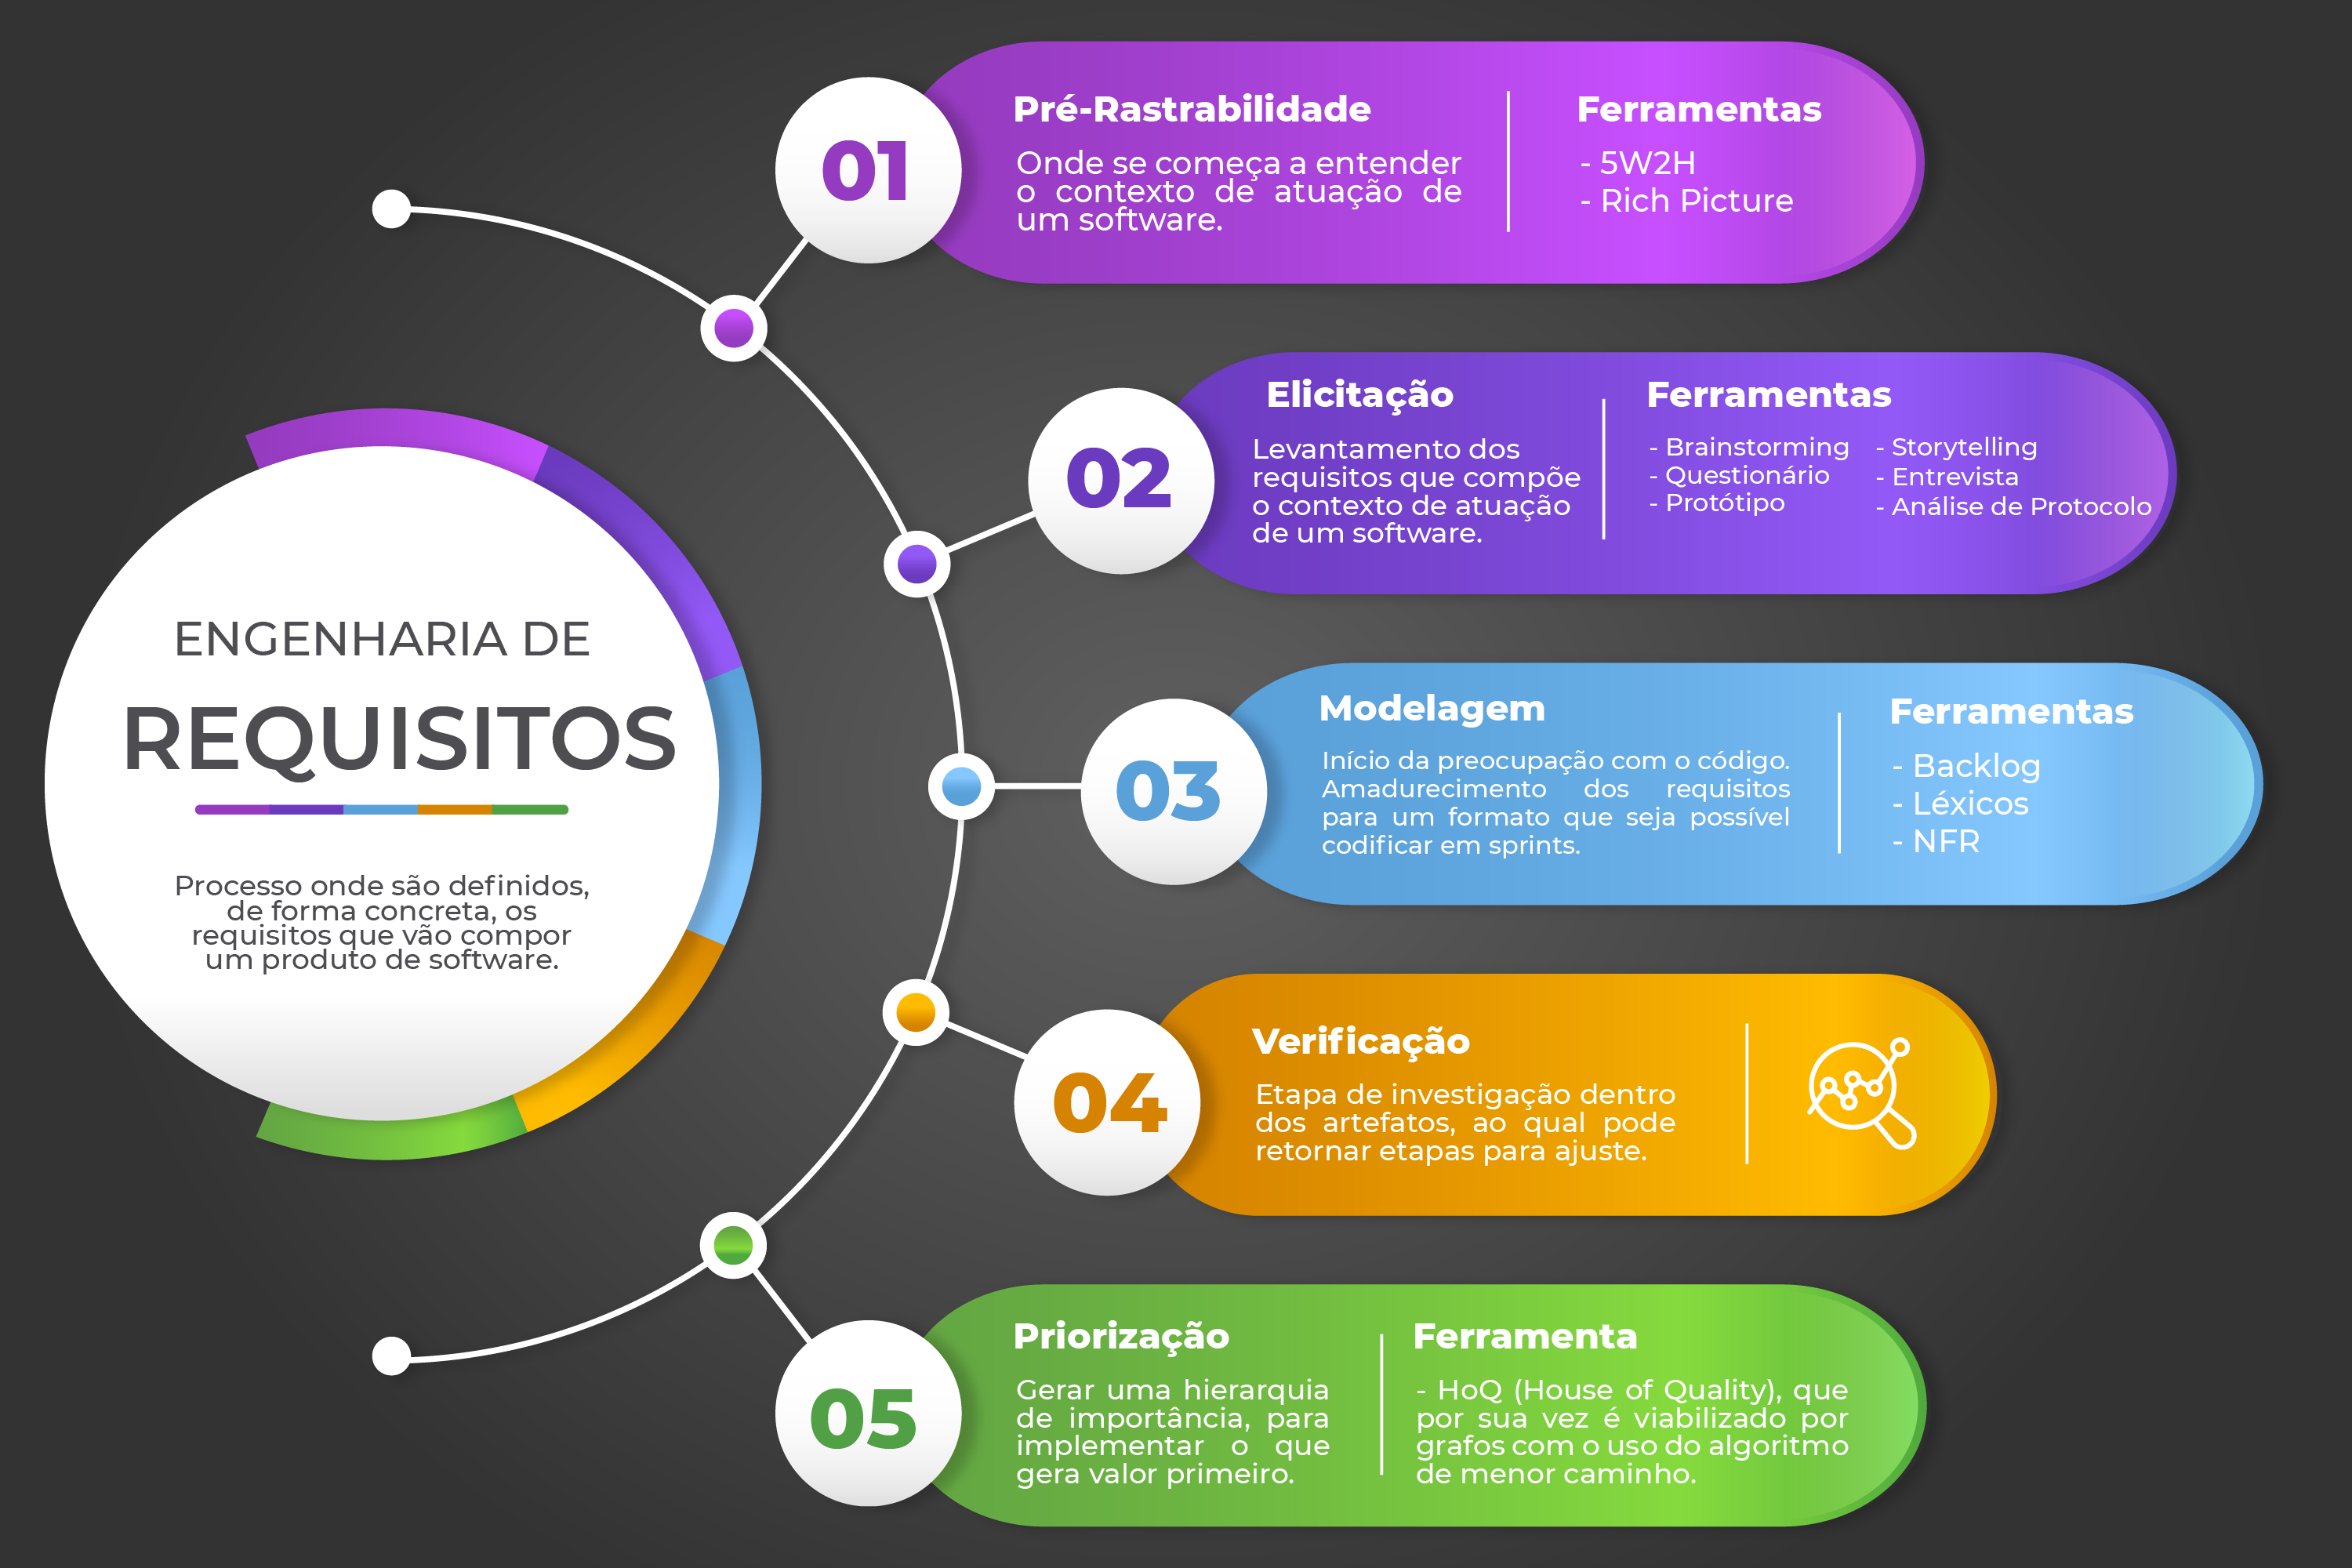 ENGENHARIA DE
REQUISITOS
Processo onde são definidos,
de forma concreta, os
requisitos que vão compor
um produto de software.
01
Pré-Rastrabilidade
Onde se começa a entender
o contexto de atuação de
um software.
Ferramentas
- 5W2H
- Rich Picture
02
Elicitação
Levantamento dos
requisitos que compõe
o contexto de atuação
de um software.
Ferramentas
- Brainstorming
- Questionário
- Protótipo
- Storytelling
- Entrevista
- Análise de Protocolo
03
Modelagem
Início da preocupação com o código.
Amadurecimento dos requisitos
para um formato que seja possível
codificar em sprints.
Ferramentas
- Backlog
- Léxicos
- NFR
04
Verificação
Etapa de investigação dentro
dos artefatos, ao qual pode
retornar etapas para ajuste.
05
Priorização
Gerar uma hierarquia
de importância, para
implementar o que
gera valor primeiro.
Ferramenta
- HoQ (House of Quality), que
por sua vez é viabilizado por
grafos com o uso do algoritmo
de menor caminho.